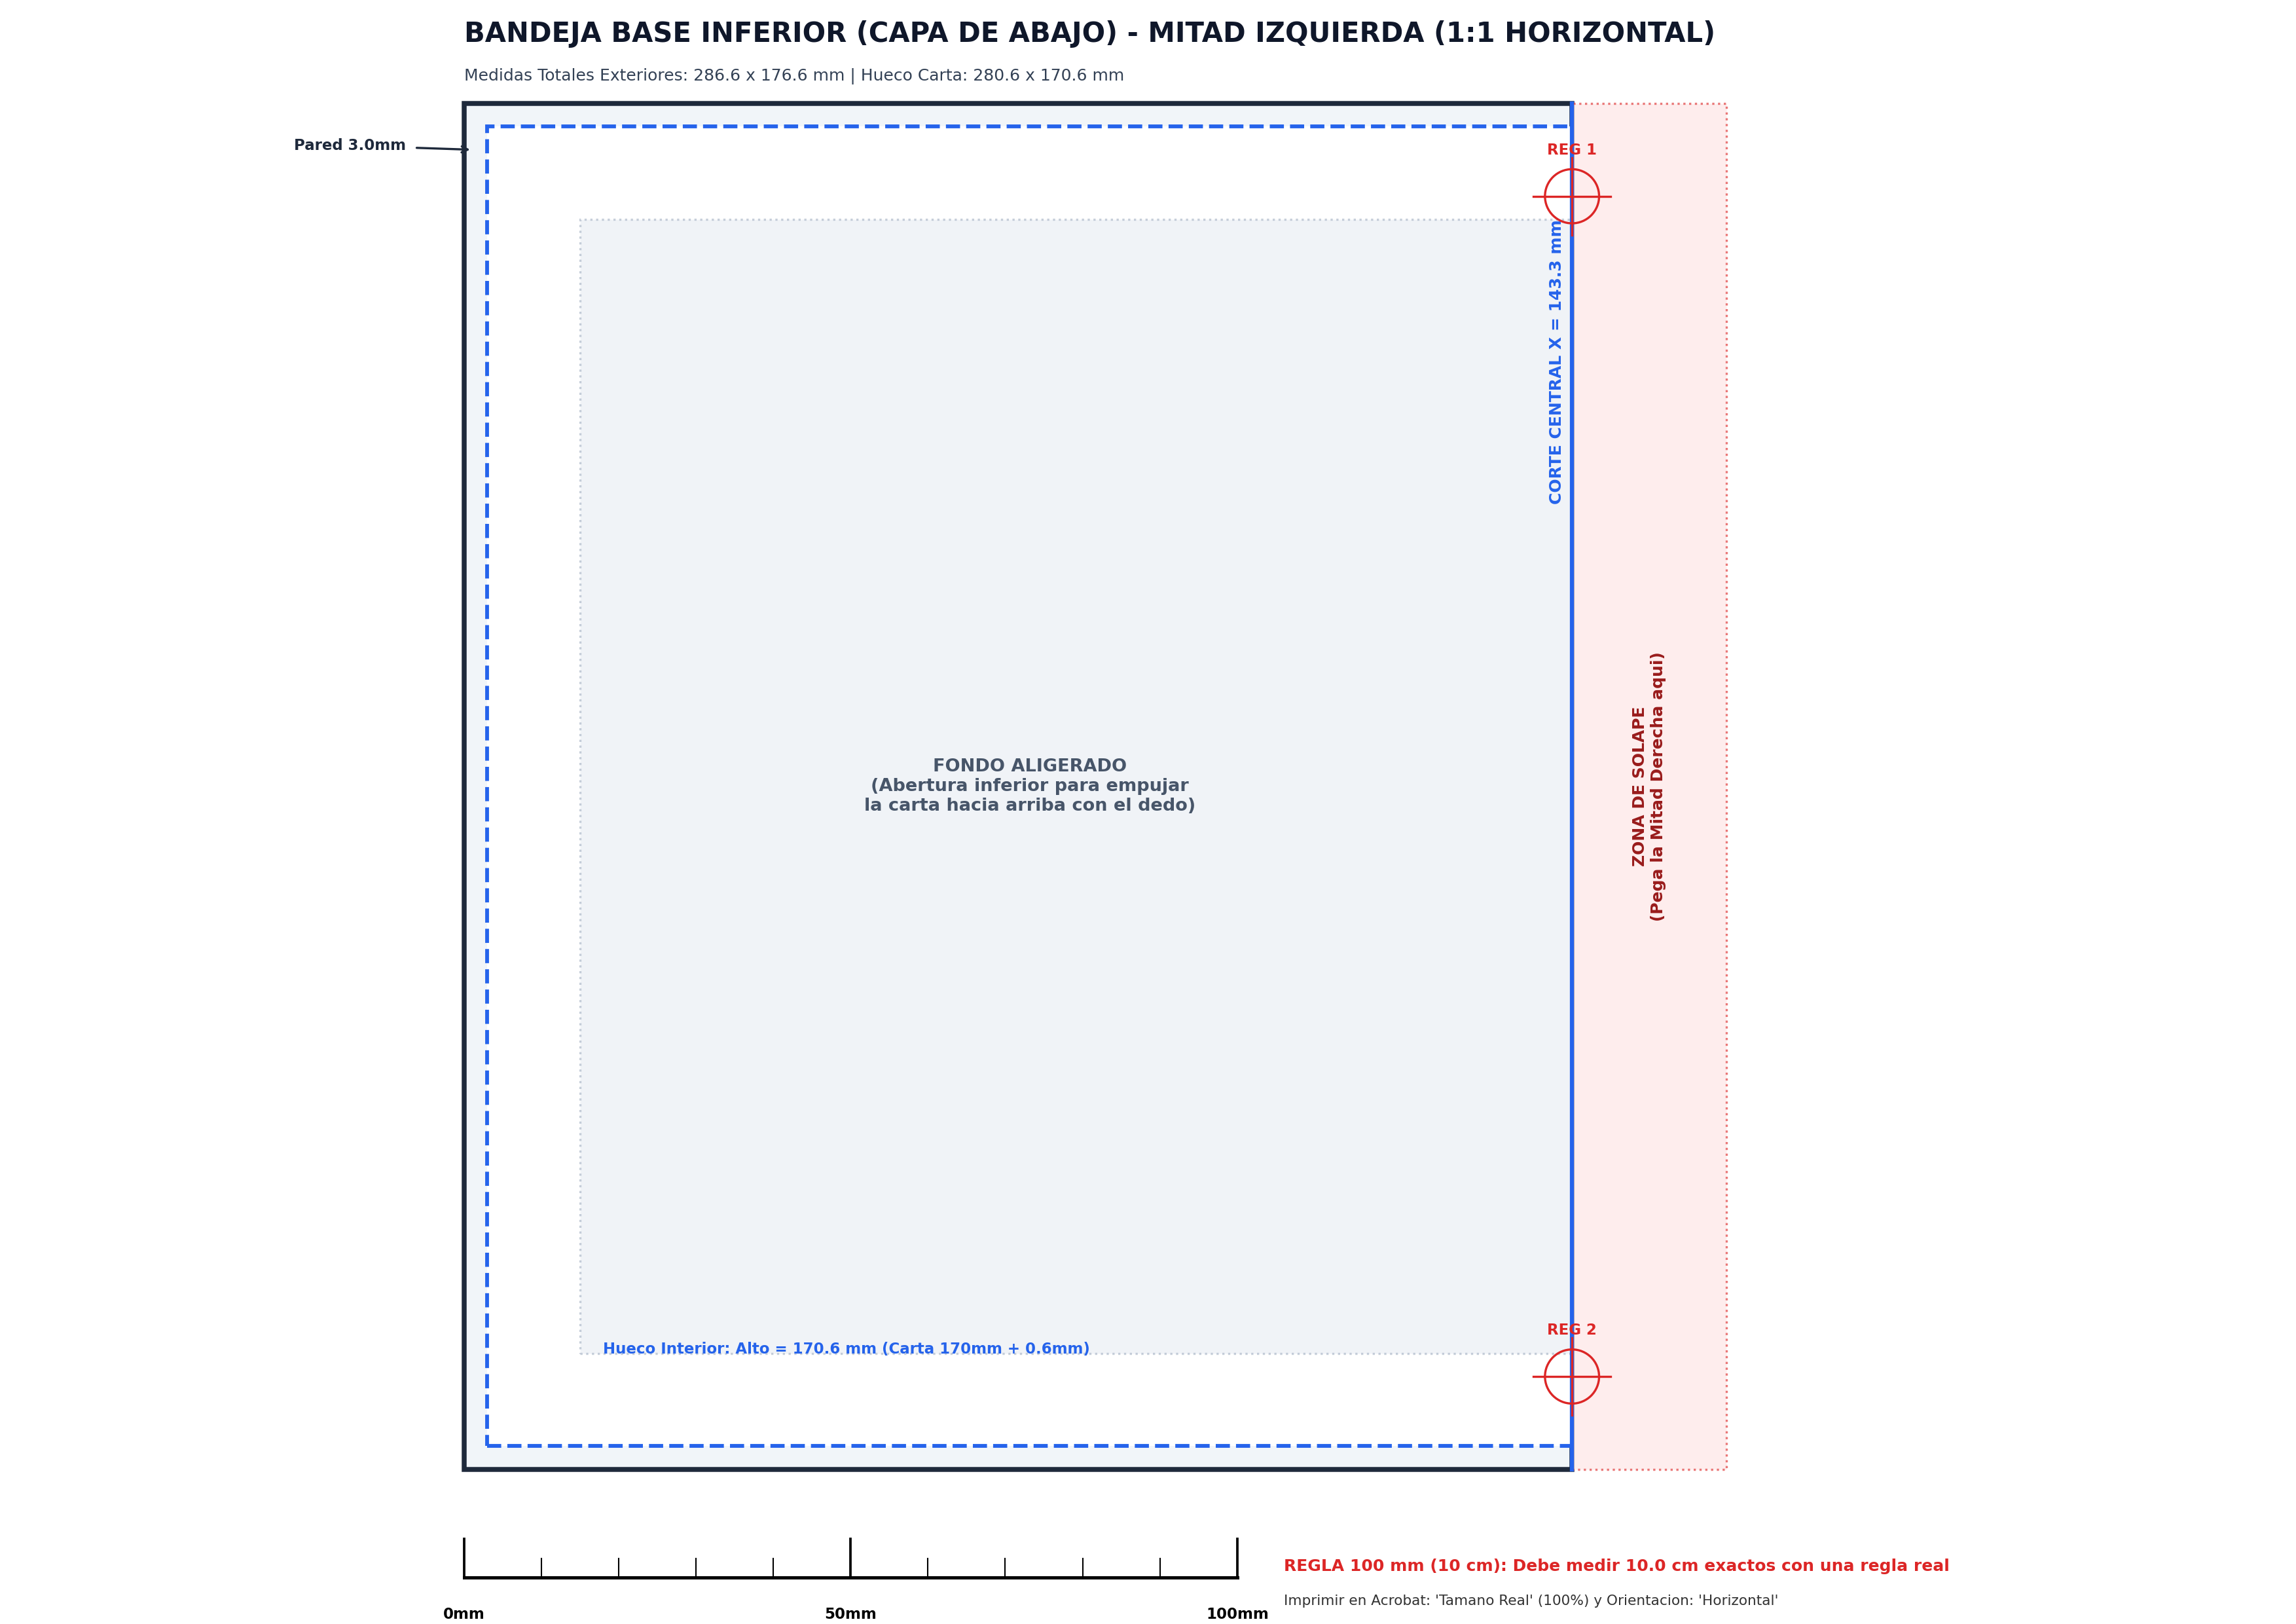 BANDEJA BASE INFERIOR (CAPA DE ABAJO) - MITAD IZQUIERDA (1:1 HORIZONTAL)
Medidas Totales Exteriores: 286.6 x 176.6 mm | Hueco Carta: 280.6 x 170.6 mm
Pared 3.0mm
REG 1
CORTE CENTRAL X = 143.3 mm
FONDO ALIGERADO
(Abertura inferior para empujar
la carta hacia arriba con el dedo)
ZONA DE SOLAPE
(Pega la Mitad Derecha aqui)
REG 2
Hueco Interior: Alto = 170.6 mm (Carta 170mm + 0.6mm)
REGLA 100 mm (10 cm): Debe medir 10.0 cm exactos con una regla real
Imprimir en Acrobat: 'Tamano Real' (100%) y Orientacion: 'Horizontal'
0mm
50mm
100mm